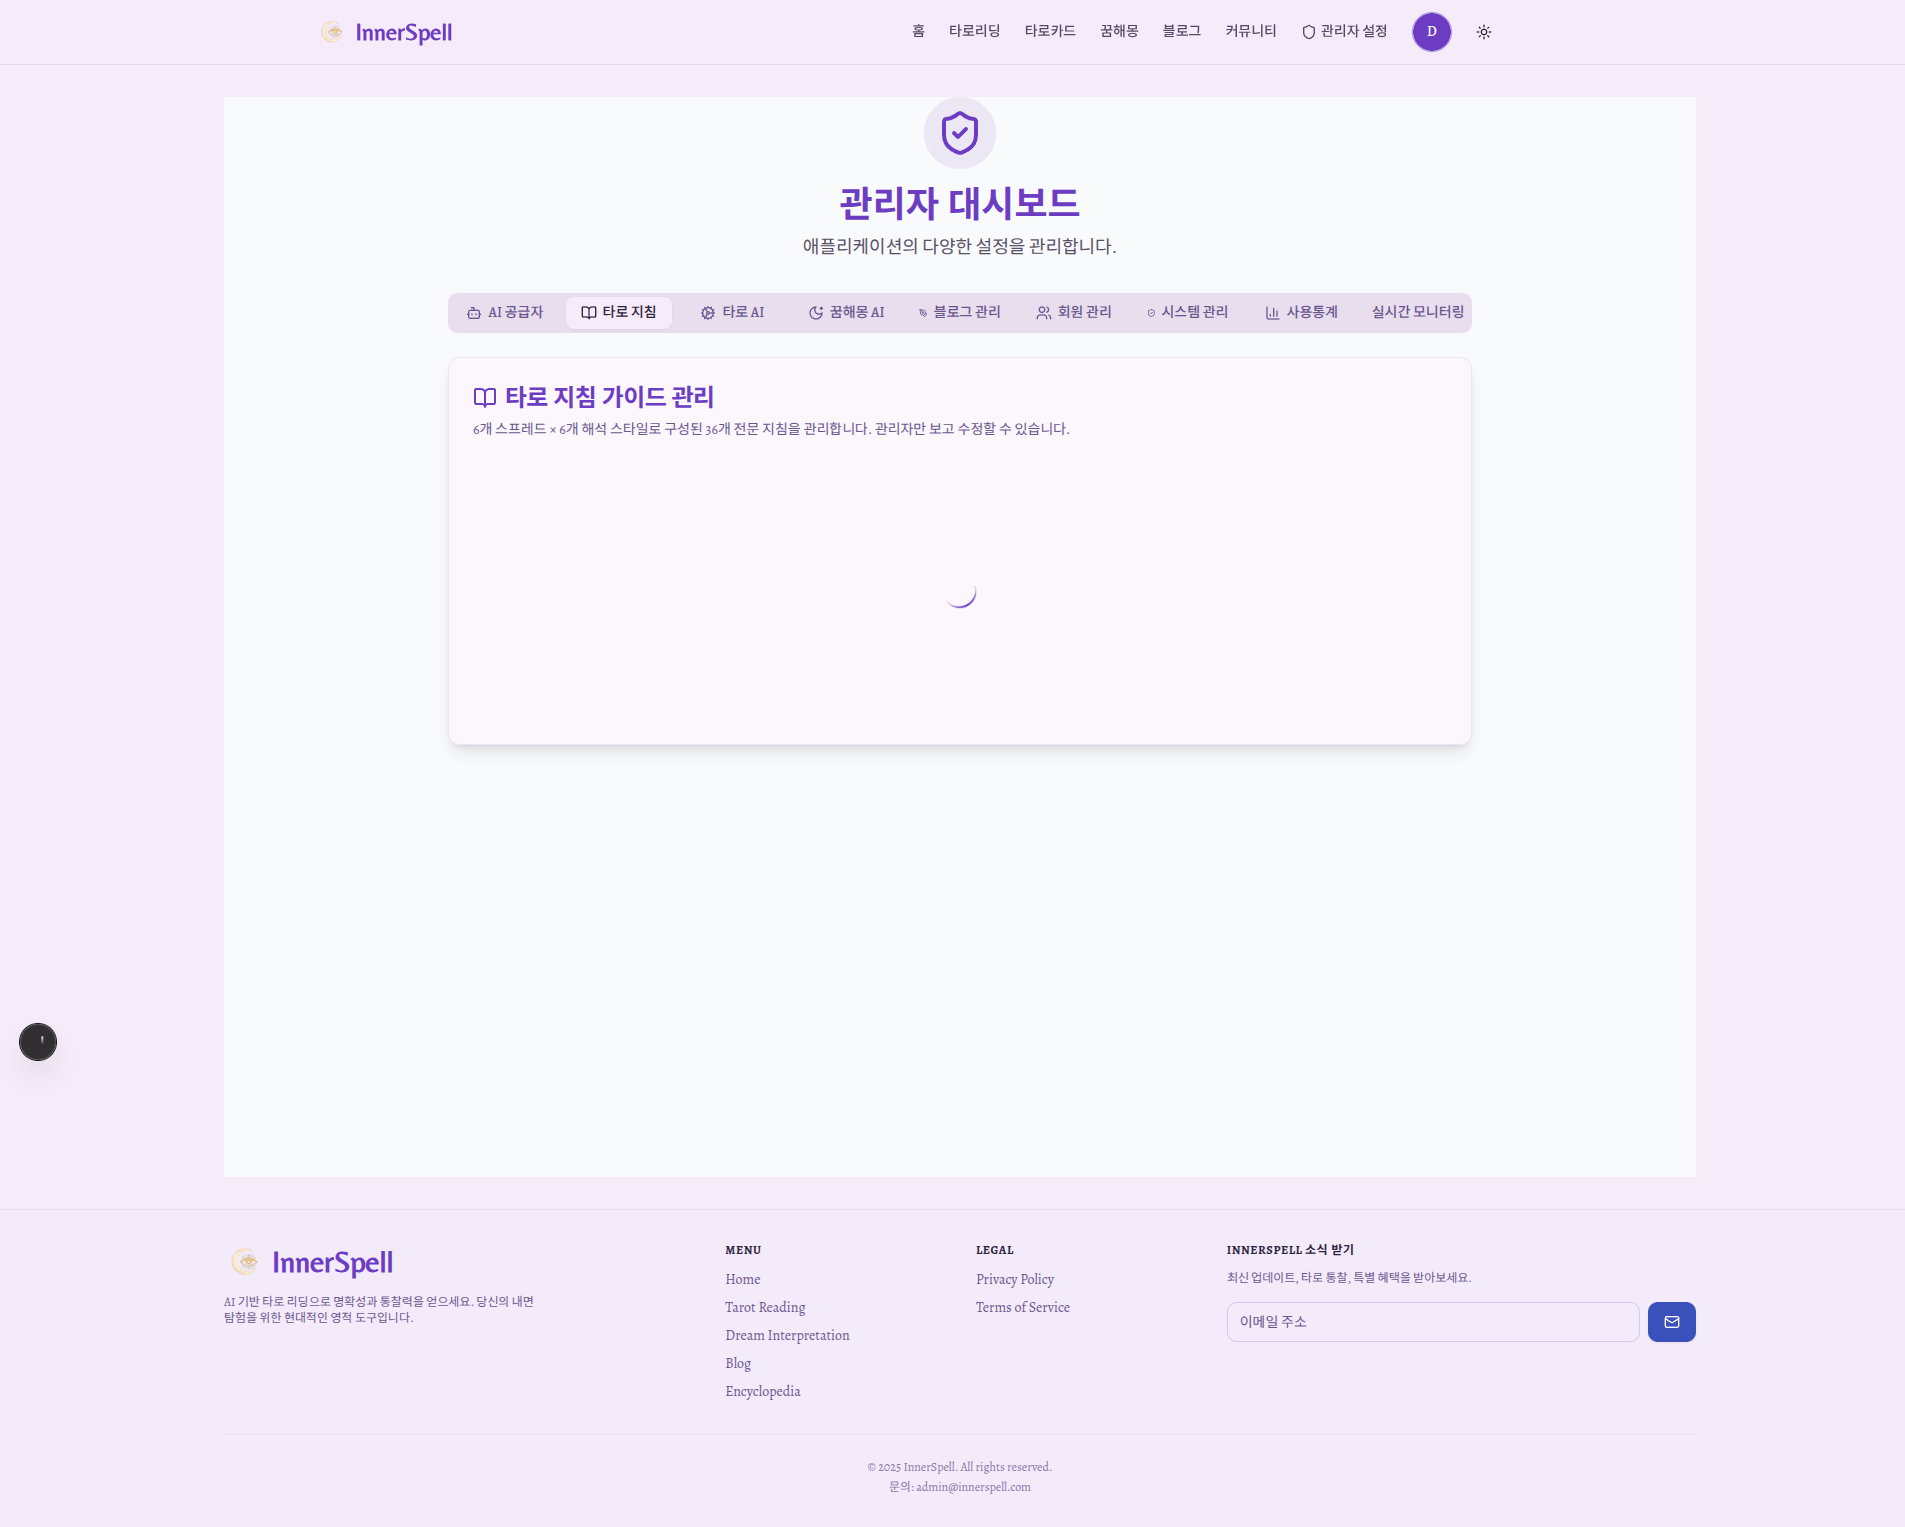 InnerSpell
홈 타로리딩 타로카드 꿈해몽 블로그 커뮤니티 관리자 설정 D
관리자 대시보드
애플리케이션의 다양한 설정을 관리합니다.
AI 공급자 타로 지침 타로 AI 꿈해몽 AI 블로그 관리 회원 관리 시스템 관리 사용통계 실시간 모니터링
타로 지침 가이드 관리
6개 스프레드 × 6개 해석 스타일로 구성된 36개 전문 지침을 관리합니다. 관리자만 보고 수정할 수 있습니다.
InnerSpell
AI 기반 타로 리딩으로 명확성과 통찰력을 얻으세요. 당신의 내면
탐험을 위한 현대적인 영적 도구입니다.
MENU
Home
Tarot Reading
Dream Interpretation
Blog
Encyclopedia
LEGAL
Privacy Policy
Terms of Service
INNERSPELL 소식 받기
최신 업데이트, 타로 통찰, 특별 혜택을 받아보세요.
이메일 주소
© 2025 InnerSpell. All rights reserved.
문의: admin@innerspell.com